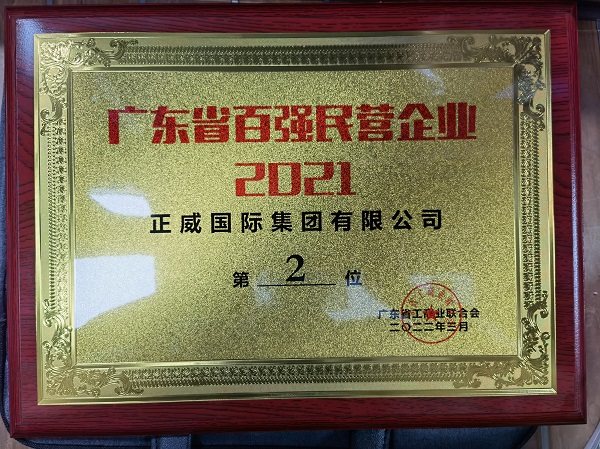 广东省百强民营企业
2021
正威国际集团有限公司
第 2 位
广东省工商业联合会
二〇二二年三月